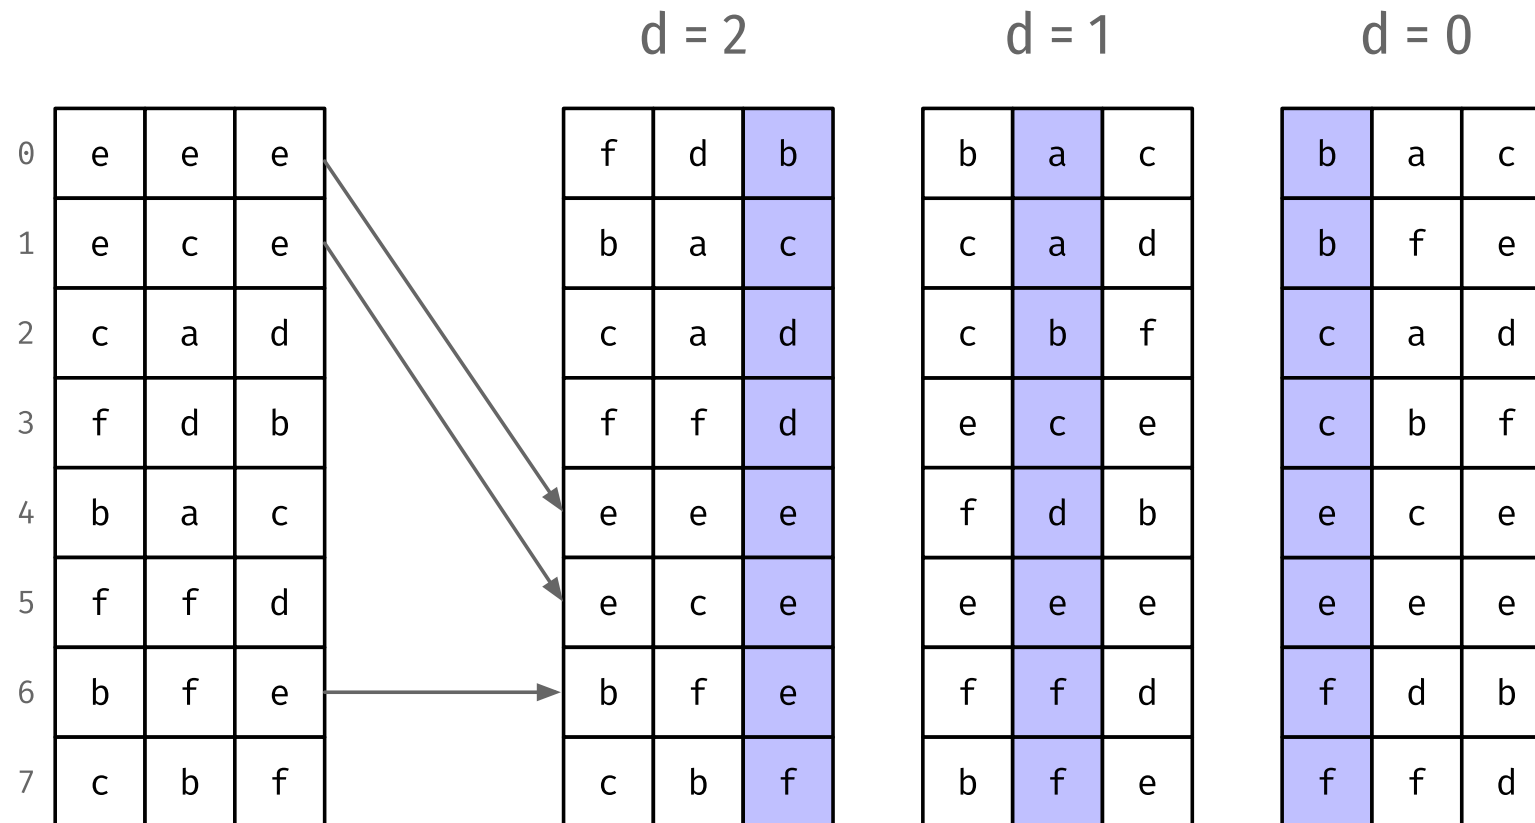 d = 2 d = 1 d = 0
0 e e e f d b b a c b a c
1 e c e b a c c a d b f e
2 c a d c a d c b f c a d
3 f d b f f d e c e c b f
4 b a c e e e f d b e c e
5 f f d e c e e e e e e e
6 b f e b f e f f d f d b
7 c b f c b f b f e f f d